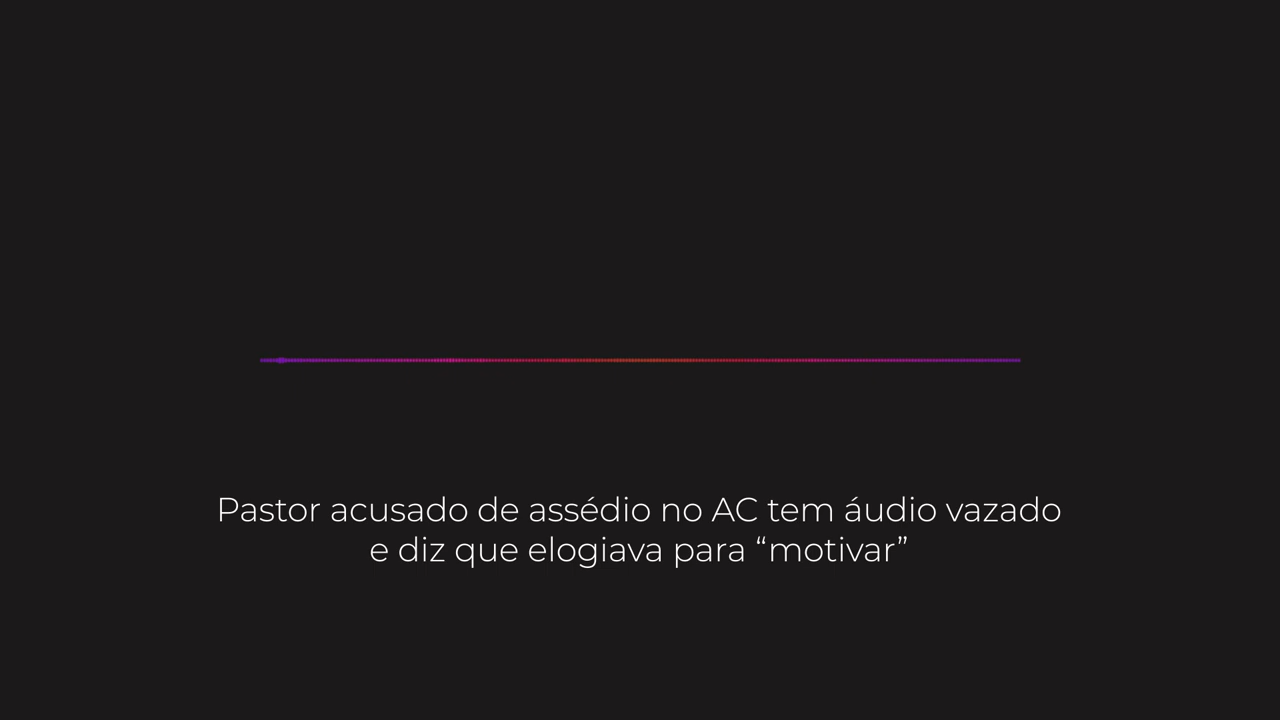 Pastor acusado de assédio no AC tem áudio vazado
e diz que elogiava para “motivar”